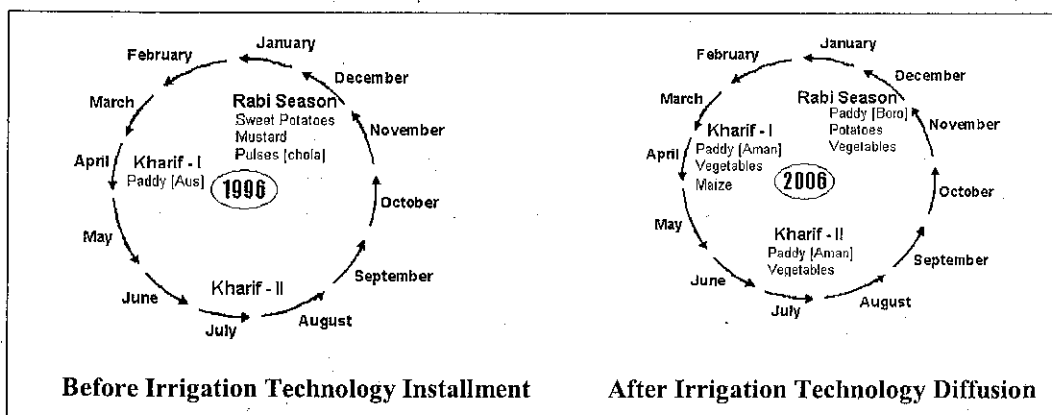 January
February
December
March
Rabi Season
Sweet Potatoes
Mustard
Pulses [chola]
November
April
Kharif - I
Paddy [Aus]
1996
October
May
September
June
Kharif - II
July
August
Before Irrigation Technology Installment
January
February
December
March
Rabi Season
Paddy [Boro]
Potatoes
Vegetables
November
Kharif - I
Paddy [Aman]
Vegetables
Maize
April
2006
October
May
Kharif - II
Paddy [Aman]
Vegetables
September
June
July
August
After Irrigation Technology Diffusion